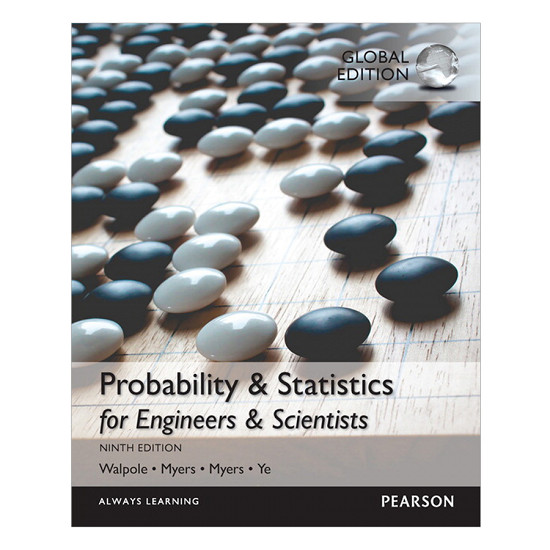 GLOBAL
EDITION
Probability & Statistics
for Engineers & Scientists
NINTH EDITION
Walpole • Myers • Myers • Ye
ALWAYS LEARNING
PEARSON